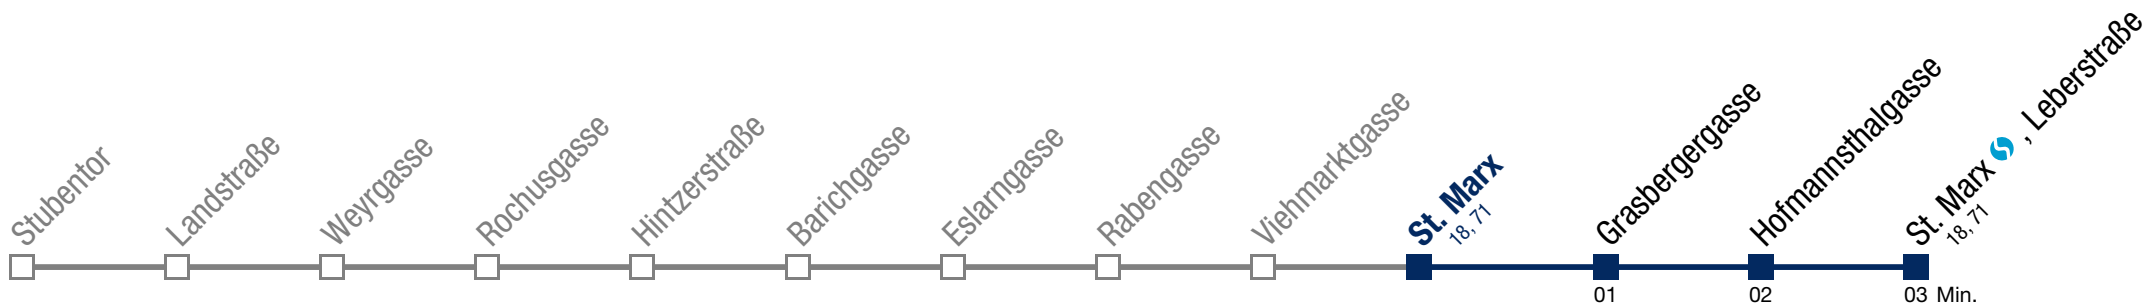 Stubentor
Landstraße
Weyrgasse
Rochusgasse
Hintzerstraße
Barichgasse
Eslarngasse
Rabengasse
Viehmarktgasse
St. Marx
18, 71
Grasbergergasse
01
Hofmannsthalgasse
02
St. Marx S , Leberstraße
18, 71
03 Min.